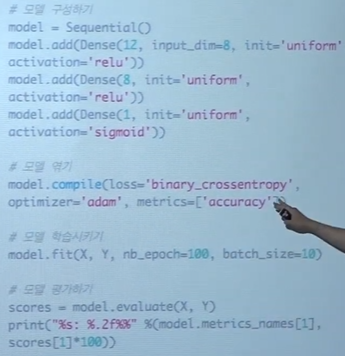 # 모델 구성하기
model = Sequential()
model.add(Dense(12, input_dim=8, init='uniform'
activation='relu'))
model.add(Dense(8, init='uniform',
activation='relu'))
model.add(Dense(1, init='uniform',
activation='sigmoid'))
# 모델 엮기
model.compile(loss='binary_crossentropy',
optimizer='adam', metrics=['accuracy'
# 모델 학습시키기
model.fit(X, Y, nb_epoch=100, batch_size=10)
# 모델 평가하기
scores = model.evaluate(X, Y)
print("%s: %.2f%%" %(model.metrics_names[1],
scores[1]*100))